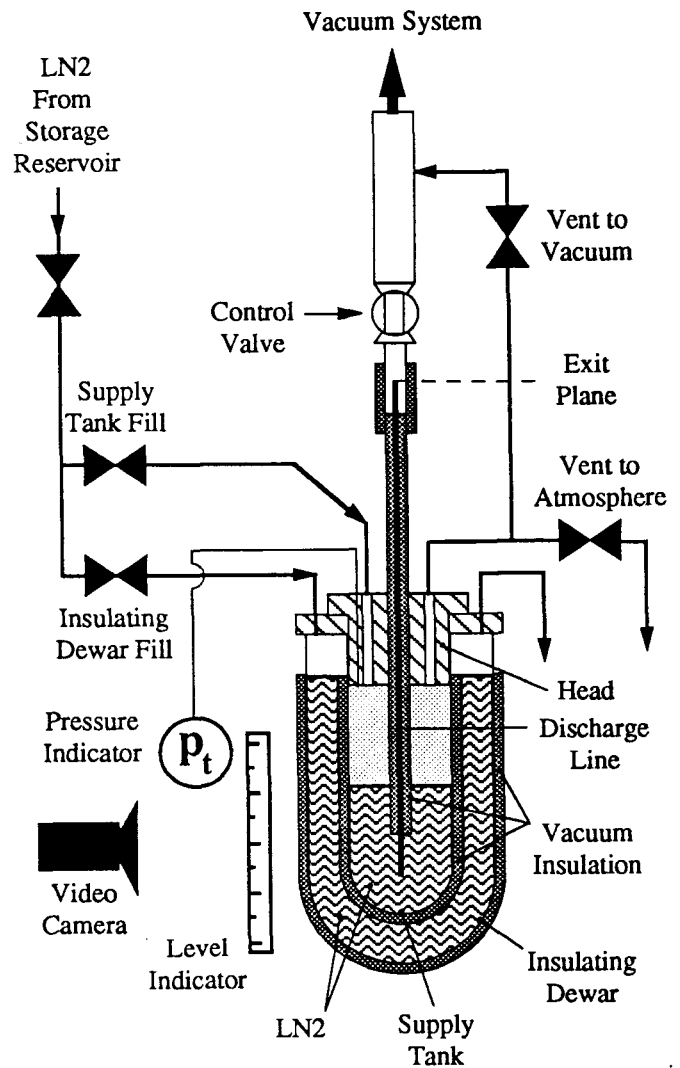 Vacuum System
LN2
From
Storage
Reservoir
Vent to
Vacuum
Control
Valve
Exit
Plane
Supply
Tank Fill
Vent to
Atmosphere
Insulating
Dewar Fill
Head
Pressure
Indicator
Pt
Discharge
Line
Vacuum
Insulation
Video
Camera
Level
Indicator
Insulating
Dewar
LN2
Supply
Tank